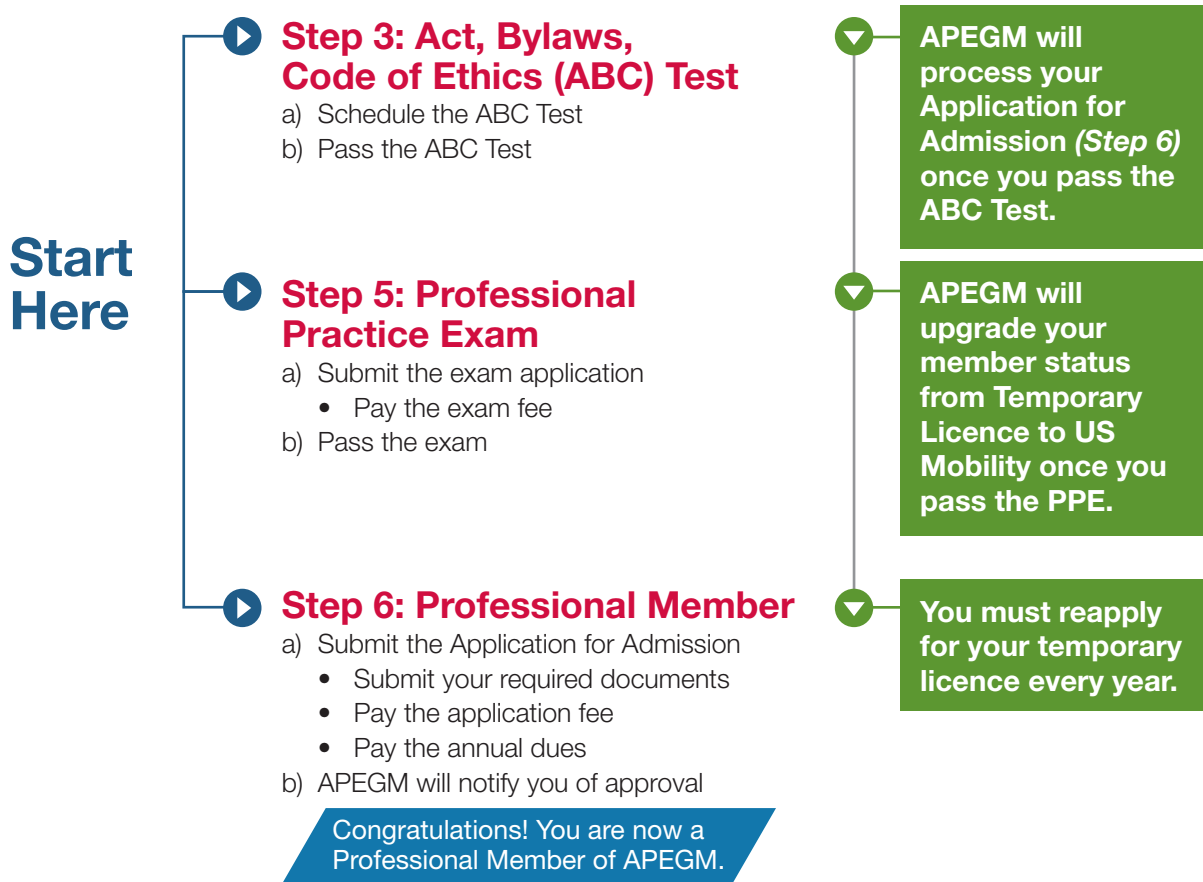 Start
Here
Step 3: Act, Bylaws,
Code of Ethics (ABC) Test
a) Schedule the ABC Test
b) Pass the ABC Test
APEGM will
process your
Application for
Admission (Step 6)
once you pass the
ABC Test.
Step 5: Professional
Practice Exam
a) Submit the exam application
• Pay the exam fee
b) Pass the exam
APEGM will
upgrade your
member status
from Temporary
Licence to US
Mobility once you
pass the PPE.
Step 6: Professional Member
a) Submit the Application for Admission
• Submit your required documents
• Pay the application fee
• Pay the annual dues
b) APEGM will notify you of approval
Congratulations! You are now a
Professional Member of APEGM.
You must reapply
for your temporary
licence every year.